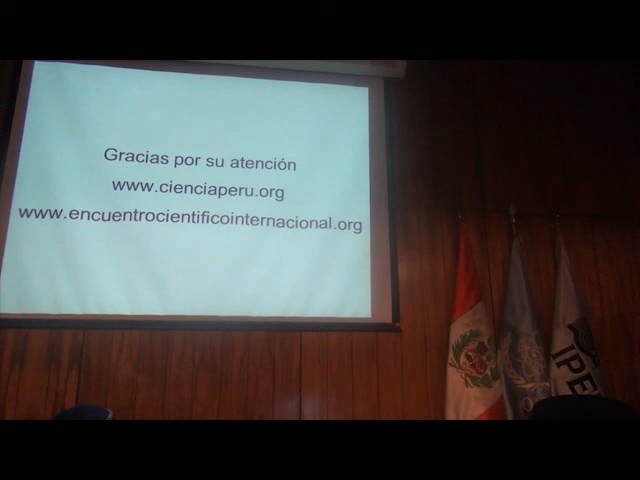 Gracias por su atención
www.cienciaperu.org
www.encuentrocientificointernacional.org
IPE